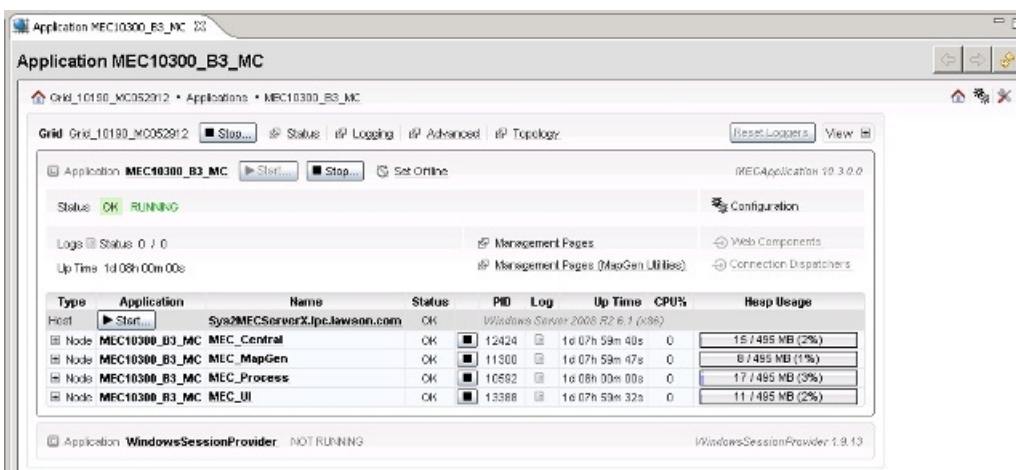 Application MEC10300_B3_MC
Application MEC10300_B3_MC
Grid_10190_MC052912 • Applications • MEC10300_B3_MC
Grid Grid_10190_MC052912 Stop... Status Logging Advanced Topology Reset Loggers View
Application MEC10300_B3_MC Start... Stop... Set Offline MECApplication 10.3.0.0
Status OK RUNNING Configuration
Logs Status 0 / 0 Management Pages Web Components
Up Time 1d 08h 00m 00s Management Pages (MapGen Utilities) Connection Dispatchers
Type Application Name Status PID Log Up Time CPU% Heap Usage
Host Start... Sys2MECServerX.lpc.lawson.com OK Windows Server 2008 R2 6.1 (x86)
Node MEC10300_B3_MC MEC_Central OK 12424 1d 07h 59m 48s 0 15 / 495 MB (2%)
Node MEC10300_B3_MC MEC_MapGen OK 11300 1d 07h 59m 47s 0 8 / 495 MB (1%)
Node MEC10300_B3_MC MEC_Process OK 10592 1d 08h 00m 00s 0 17 / 495 MB (3%)
Node MEC10300_B3_MC MEC_UI OK 13388 1d 07h 59m 32s 0 11 / 495 MB (2%)
Application WindowsSessionProvider NOT RUNNING WindowsSessionProvider 1.9.13